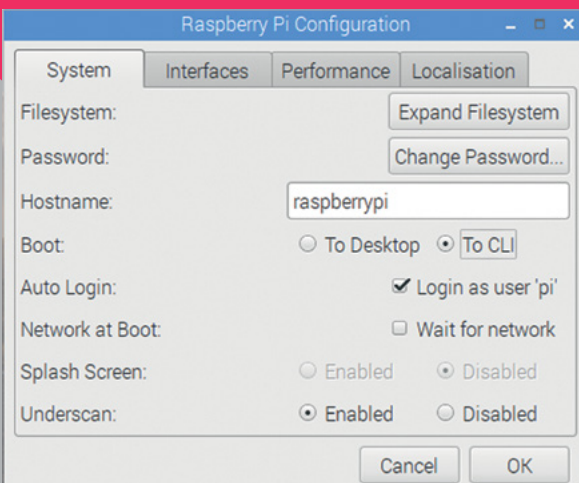 Raspberry Pi Configuration
System Interfaces Performance Localisation
Filesystem: Expand Filesystem
Password: Change Password...
Hostname: raspberrypi
Boot: To Desktop To CLI
Auto Login: Login as user 'pi'
Network at Boot: Wait for network
Splash Screen: Enabled Disabled
Underscan: Enabled Disabled
Cancel OK